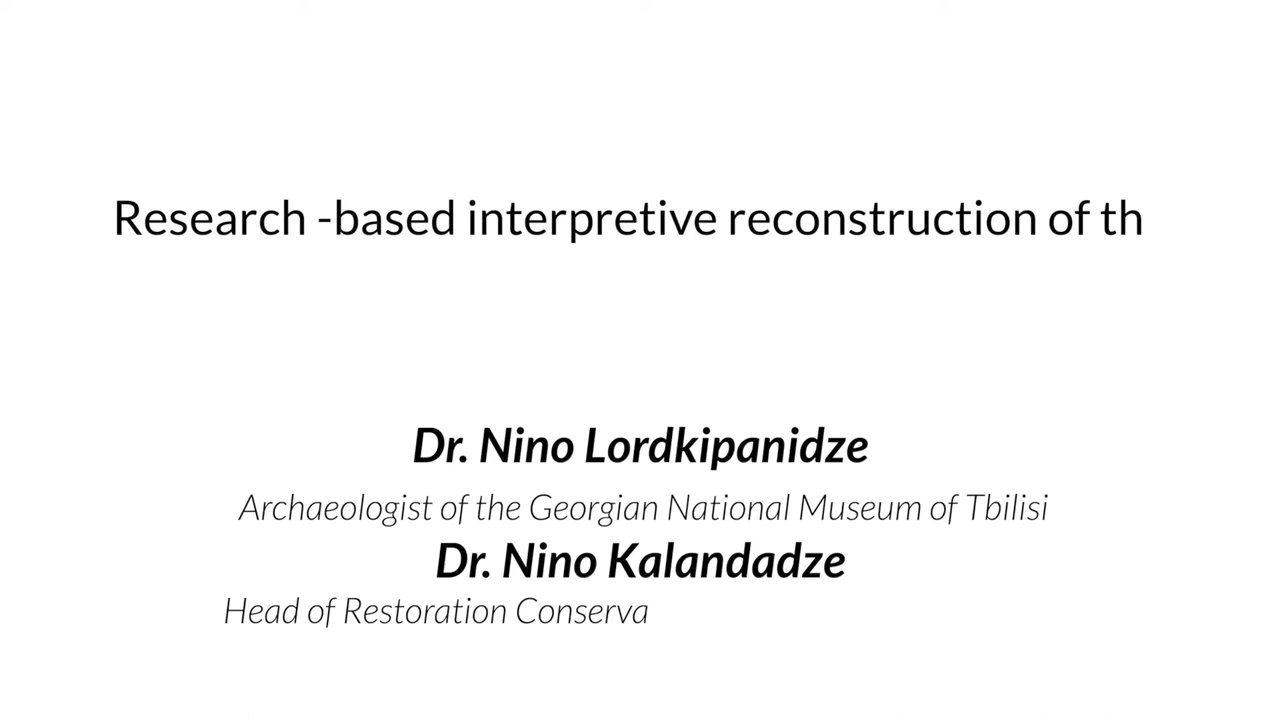 Research -based interpretive reconstruction of th
Dr. Nino Lordkipanidze
Archaeologist of the Georgian National Museum of Tbilisi
Dr. Nino Kalandadze
Head of Restoration Conserva